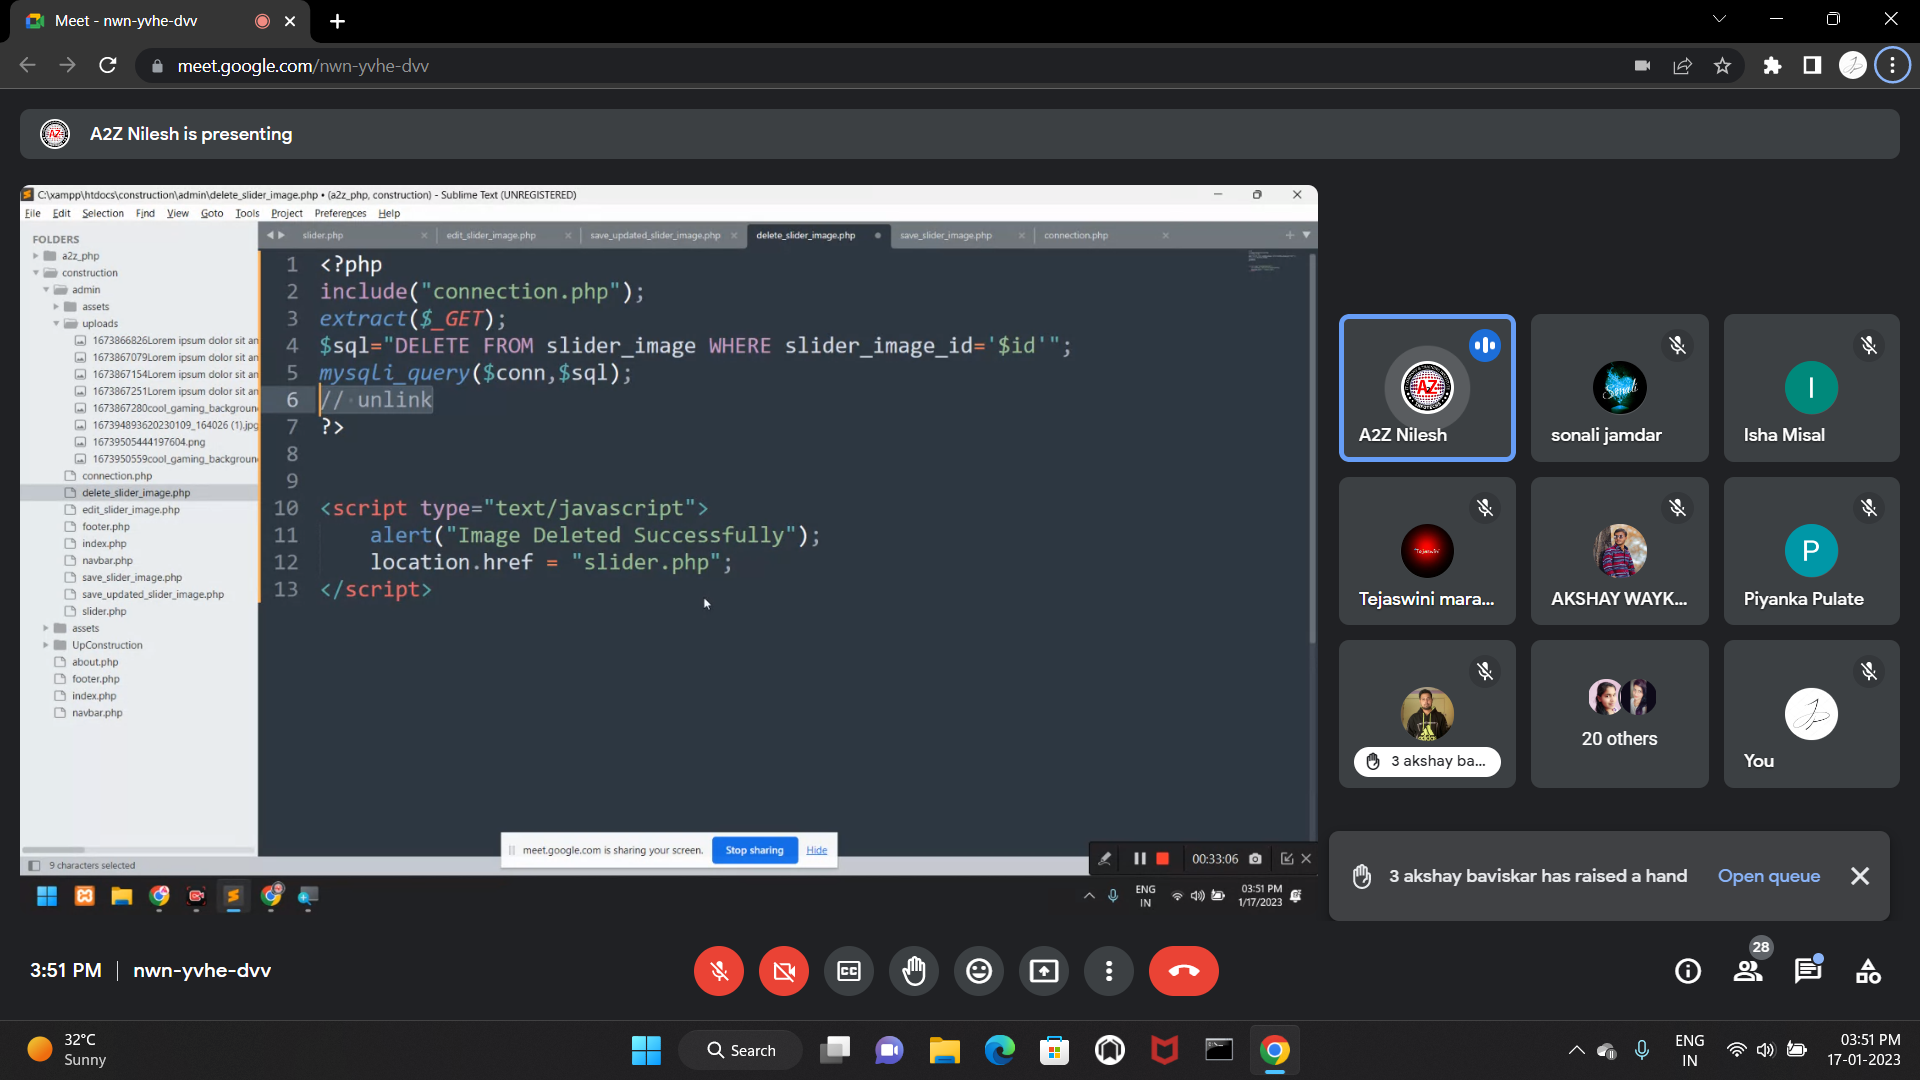 Meet - nwn-yvhe-dvv
meet.google.com/nwn-yvhe-dvv
A2Z Nilesh is presenting
C:\xampp\htdocs\construction\admin\delete_slider_image.php • (a2z_php, construction) - Sublime Text (UNREGISTERED)
File Edit Selection Find View Goto Tools Project Preferences Help
slider.php edit_slider_image.php save_updated_slider_image.php delete_slider_image.php save_slider_image.php connection.php
FOLDERS
a2z_php
construction
admin
assets
uploads
1673866826Lorem ipsum dolor sit an
1673867079Lorem ipsum dolor sit an
1673867154Lorem ipsum dolor sit an
1673867251Lorem ipsum dolor sit an
1673867280cool_gaming_backgroun
167394893620230109_164026 (1).jpg
16739505444197604.png
1673950559cool_gaming_backgroun
connection.php
delete_slider_image.php
edit_slider_image.php
footer.php
index.php
navbar.php
save_slider_image.php
save_updated_slider_image.php
slider.php
assets
UpConstruction
about.php
footer.php
index.php
navbar.php
1 <?php
2 include("connection.php");
3 extract($_GET);
4 $sql="DELETE FROM slider_image WHERE slider_image_id='$id'";
5 mysqli_query($conn,$sql);
6 // unlink
7 ?>
8
9
10 <script type="text/javascript">
11 alert("Image Deleted Successfully");
12 location.href = "slider.php";
13 </script>
9 characters selected
meet.google.com is sharing your screen. Stop sharing Hide
00:33:06
ENG
IN
03:51 PM
1/17/2023
AZ
A2Z Nilesh
Sonali
sonali jamdar
I
Isha Misal
"Tejaswini"
Tejaswini mara...
AKSHAY WAYK...
P
Piyanka Pulate
3 akshay ba...
20 others
You
3 akshay baviskar has raised a hand Open queue
3:51 PM | nwn-yvhe-dvv
28
32°C
Sunny
Search
ENG
IN
03:51 PM
17-01-2023